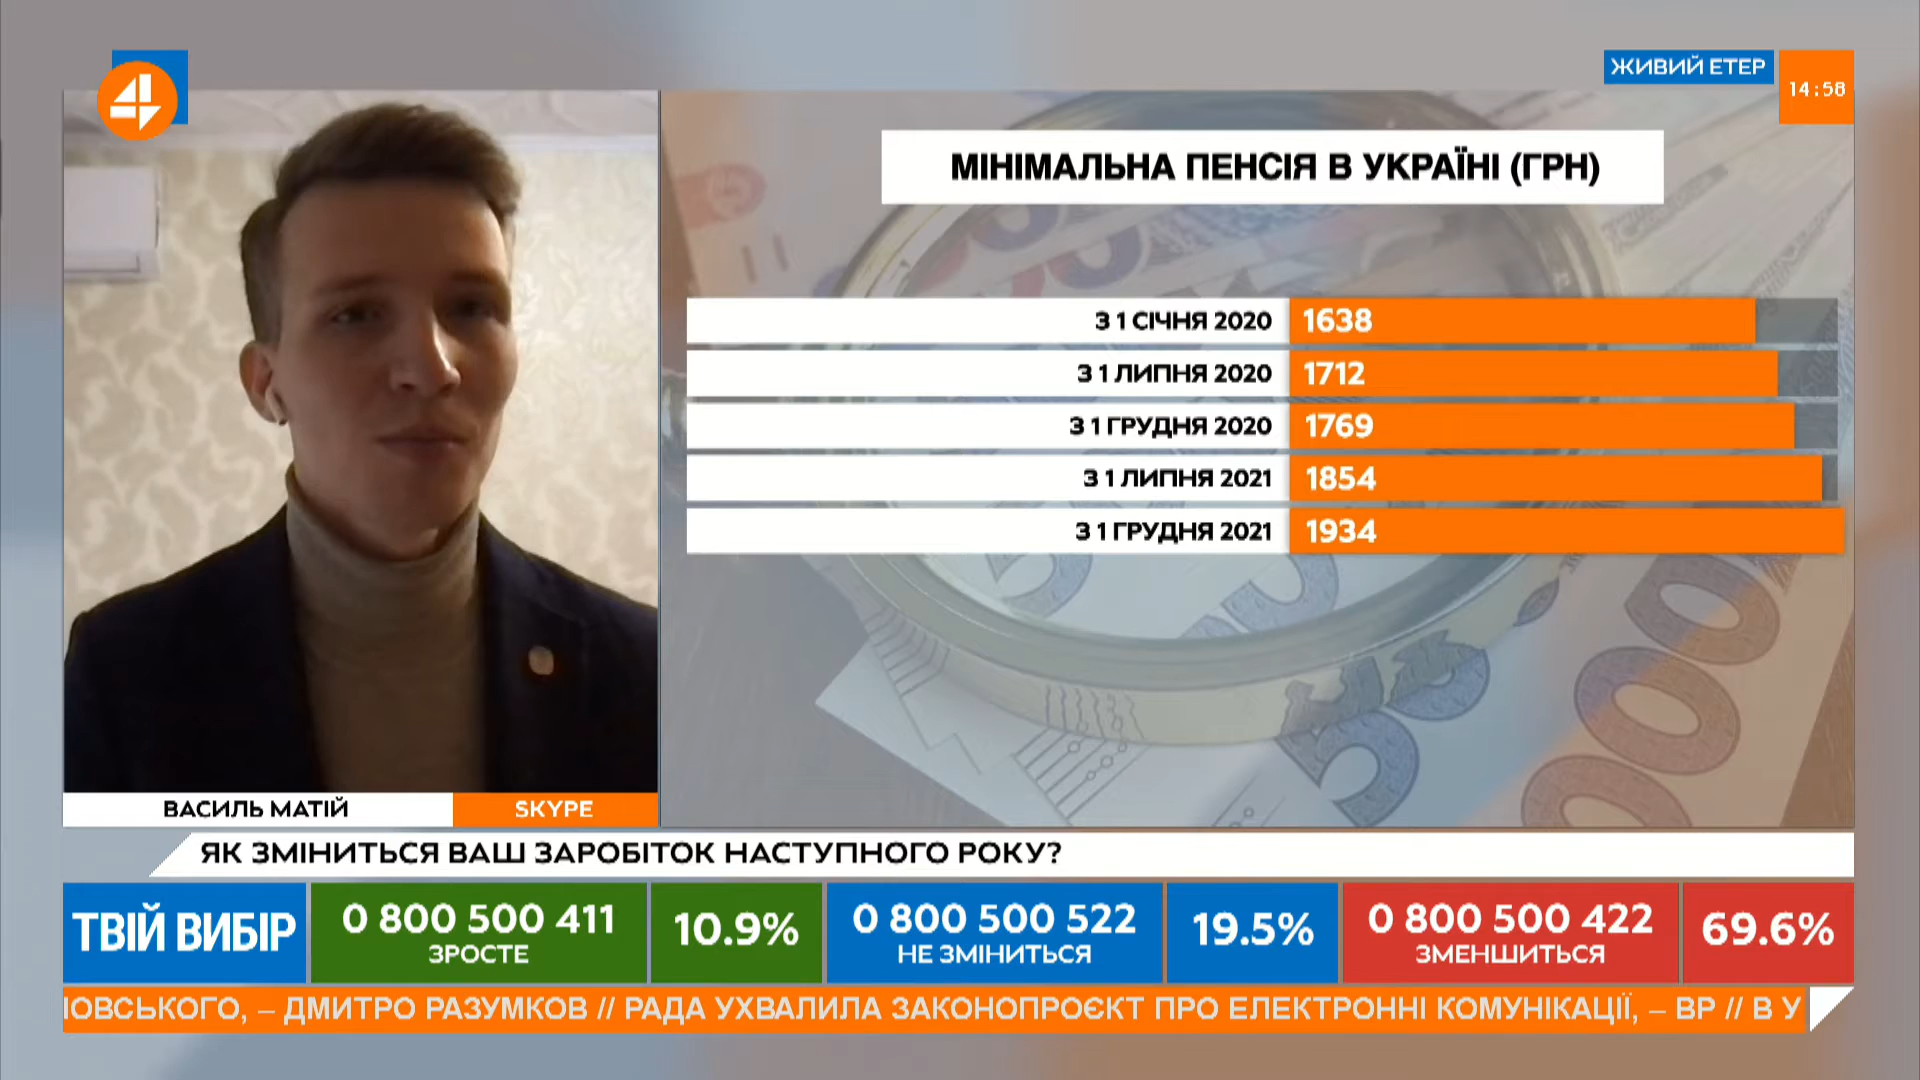 ЖИВИЙ ЕТЕР
14:58
МІНІМАЛЬНА ПЕНСІЯ В УКРАЇНІ (ГРН)
З 1 СІЧНЯ 2020 1638
З 1 ЛИПНЯ 2020 1712
З 1 ГРУДНЯ 2020 1769
З 1 ЛИПНЯ 2021 1854
З 1 ГРУДНЯ 2021 1934
ВАСИЛЬ МАТІЙ SKYPE
ЯК ЗМІНИТЬСЯ ВАШ ЗАРОБІТОК НАСТУПНОГО РОКУ?
ТВІЙ ВИБІР
0 800 500 411
ЗРОСТЕ
10.9%
0 800 500 522
НЕ ЗМІНИТЬСЯ
19.5%
0 800 500 422
ЗМЕНШИТЬСЯ
69.6%
ОВСЬКОГО, – ДМИТРО РАЗУМКОВ // РАДА УХВАЛИЛА ЗАКОНОПРОЄКТ ПРО ЕЛЕКТРОННІ КОМУНІКАЦІЇ, – ВР // В У